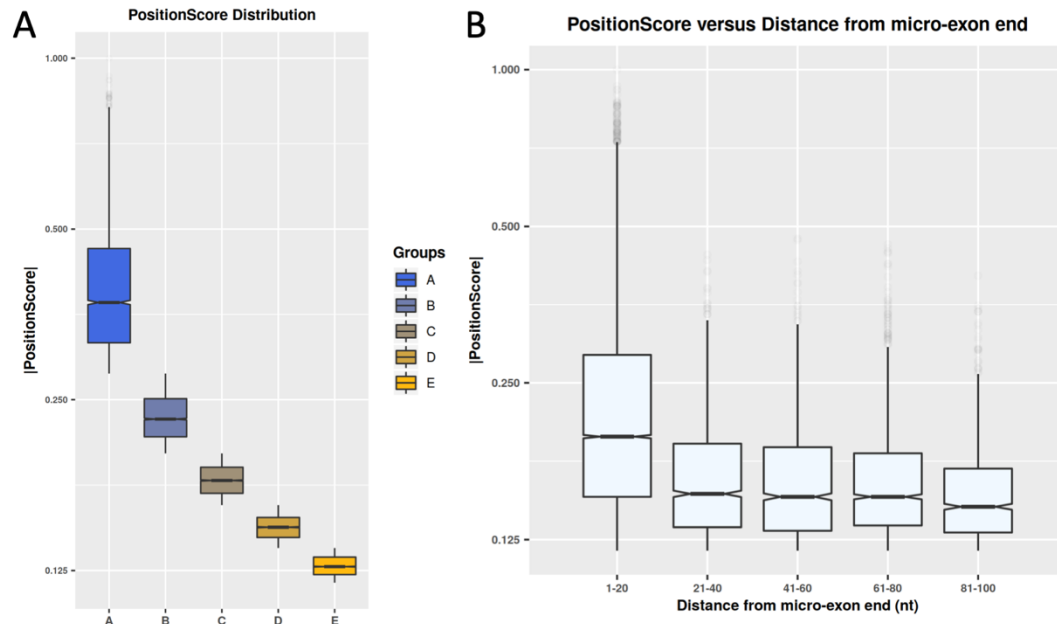 A
PositionScore Distribution
|PositionScore|
1.000
0.500
0.250
0.125
A B C D E
Groups
A
B
C
D
E
B
PositionScore versus Distance from micro-exon end
|PositionScore|
1.000
0.500
0.250
0.125
1-20 21-40 41-60 61-80 81-100
Distance from micro-exon end (nt)